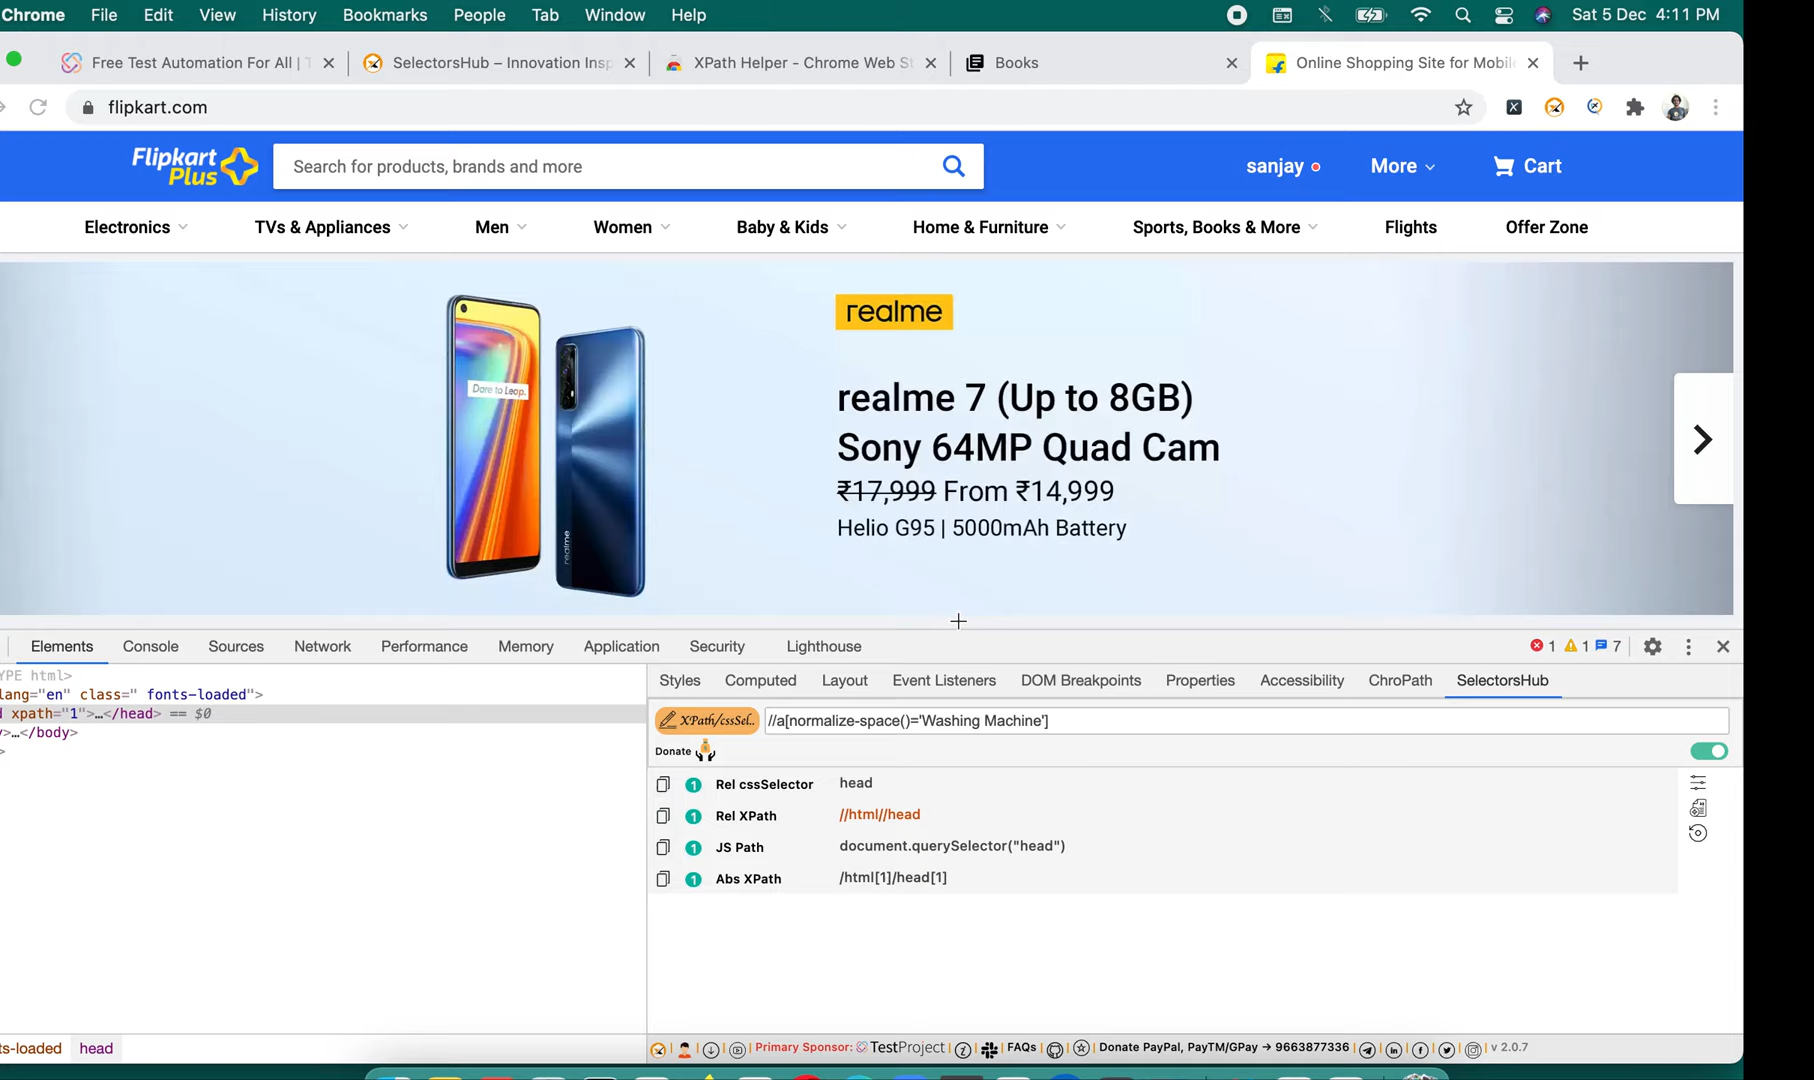 Chrome File Edit View History Bookmarks People Tab Window Help Sat 5 Dec 4:11 PM
Free Test Automation For All | SelectorsHub – Innovation Insp XPath Helper - Chrome Web St Books Online Shopping Site for Mobil
flipkart.com
Flipkart
Plus
Search for products, brands and more
sanjay More Cart
Electronics TVs & Appliances Men Women Baby & Kids Home & Furniture Sports, Books & More Flights Offer Zone
realme
Dare to Leap.
realme 7 (Up to 8GB)
Sony 64MP Quad Cam
₹17,999 From ₹14,999
Helio G95 | 5000mAh Battery
realme
Elements Console Sources Network Performance Memory Application Security Lighthouse 1 1 7
YPE html>
lang="en" class=" fonts-loaded">
d xpath="1">…</head> == $0
y>…</body>
>
Styles Computed Layout Event Listeners DOM Breakpoints Properties Accessibility ChroPath SelectorsHub
XPath/cssSel.. //a[normalize-space()='Washing Machine']
Donate
1 Rel cssSelector head
1 Rel XPath //html//head
1 JS Path document.querySelector("head")
1 Abs XPath /html[1]/head[1]
ts-loaded head
Primary Sponsor: TestProject | FAQs | Donate PayPal, PayTM/GPay → 9663877336 | v 2.0.7